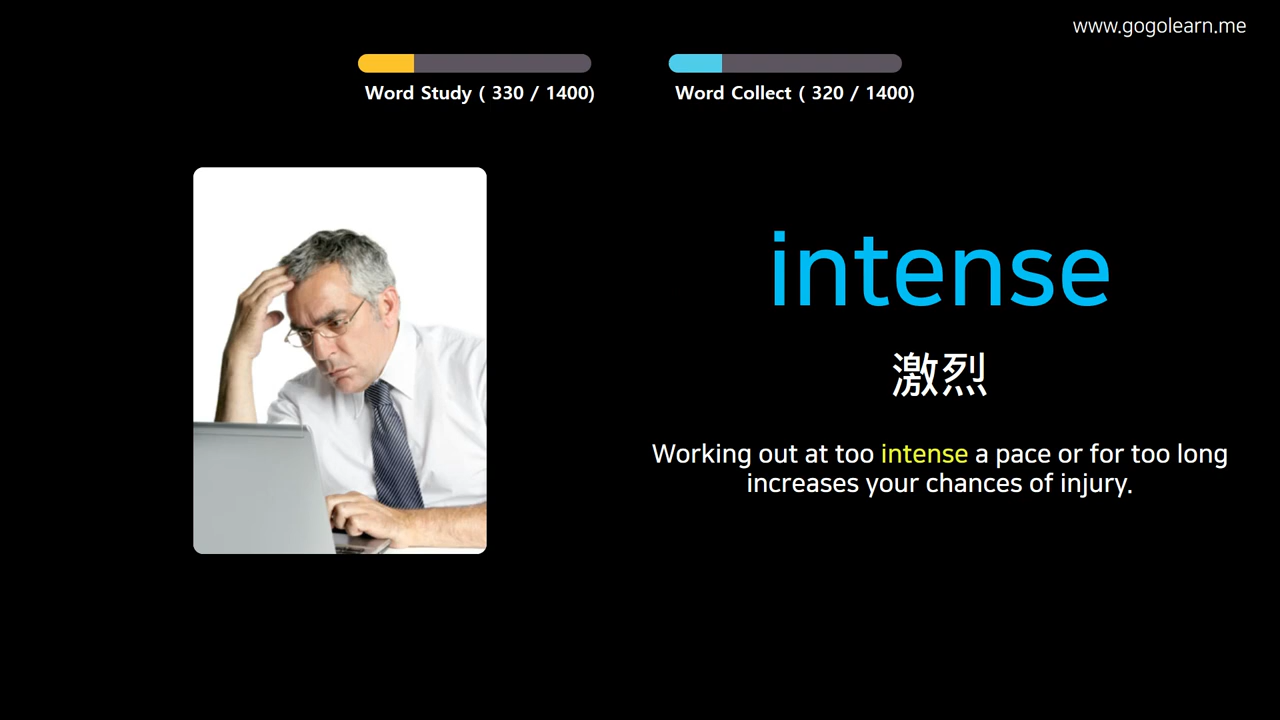 www.gogolearn.me
Word Study ( 330 / 1400)
Word Collect ( 320 / 1400)
intense
激烈
Working out at too intense a pace or for too long
increases your chances of injury.